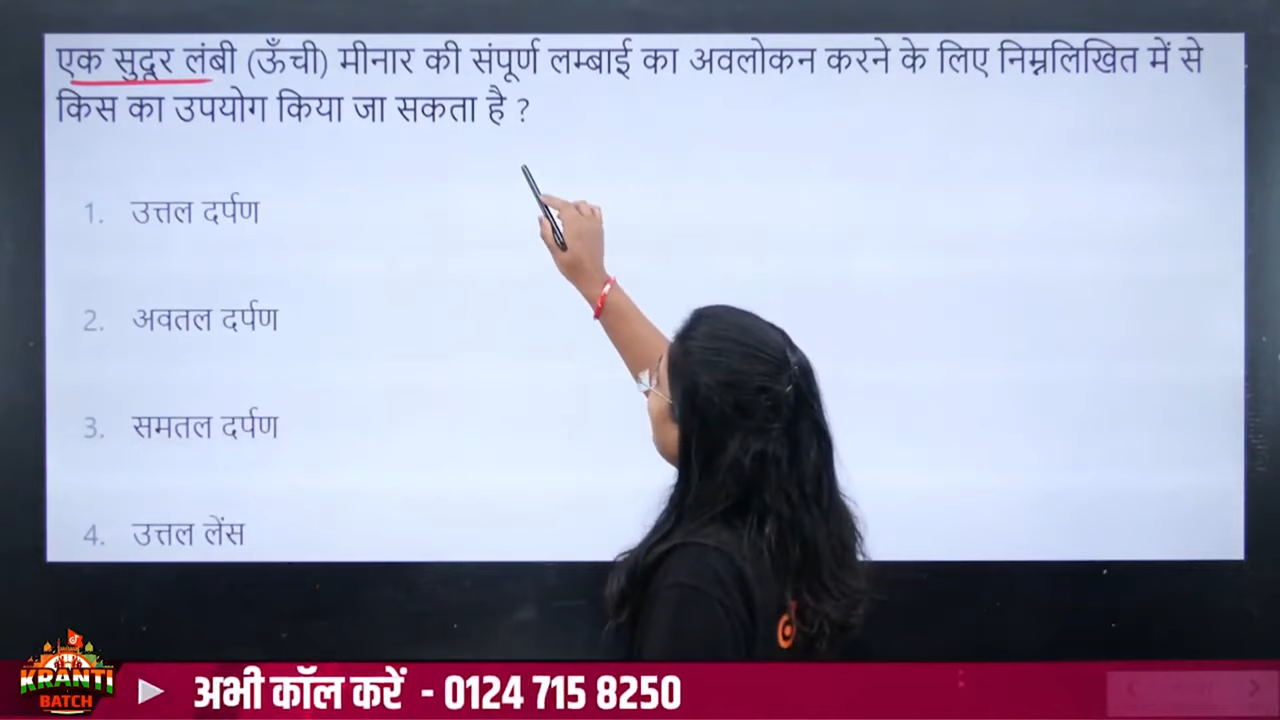 एक सुदूर लंबी (ऊँची) मीनार की संपूर्ण लम्बाई का अवलोकन करने के लिए निम्नलिखित में से
किस का उपयोग किया जा सकता है ?
1. उत्तल दर्पण
2. अवतल दर्पण
3. समतल दर्पण
4. उत्तल लेंस
KRANTI
BATCH
अभी कॉल करें - 0124 715 8250